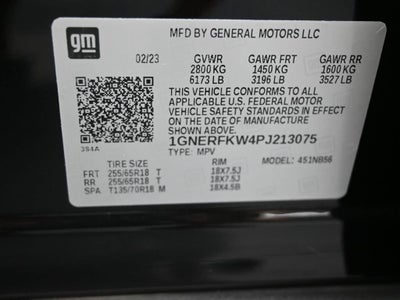 gm
MFD BY GENERAL MOTORS LLC
02/23 GVWR GAWR FRT GAWR RR
2800 KG 1450 KG 1600 KG
6173 LB 3196 LB 3527 LB
THIS VEHICLE CONFORMS TO ALL APPLICABLE
U.S. FEDERAL MOTOR VEHICLE
SAFETY STANDARDS IN EFFECT ON
THE DATE OF MANUFACTURE SHOWN ABOVE.
1GNERFKW4PJ213075
394A
TYPE: MPV
TIRE SIZE RIM MODEL: 451NB56
FRT 255/65R18 T 18X7.5J
RR 255/65R18 T 18X7.5J
SPA T135/70R18 M 18X4.5B